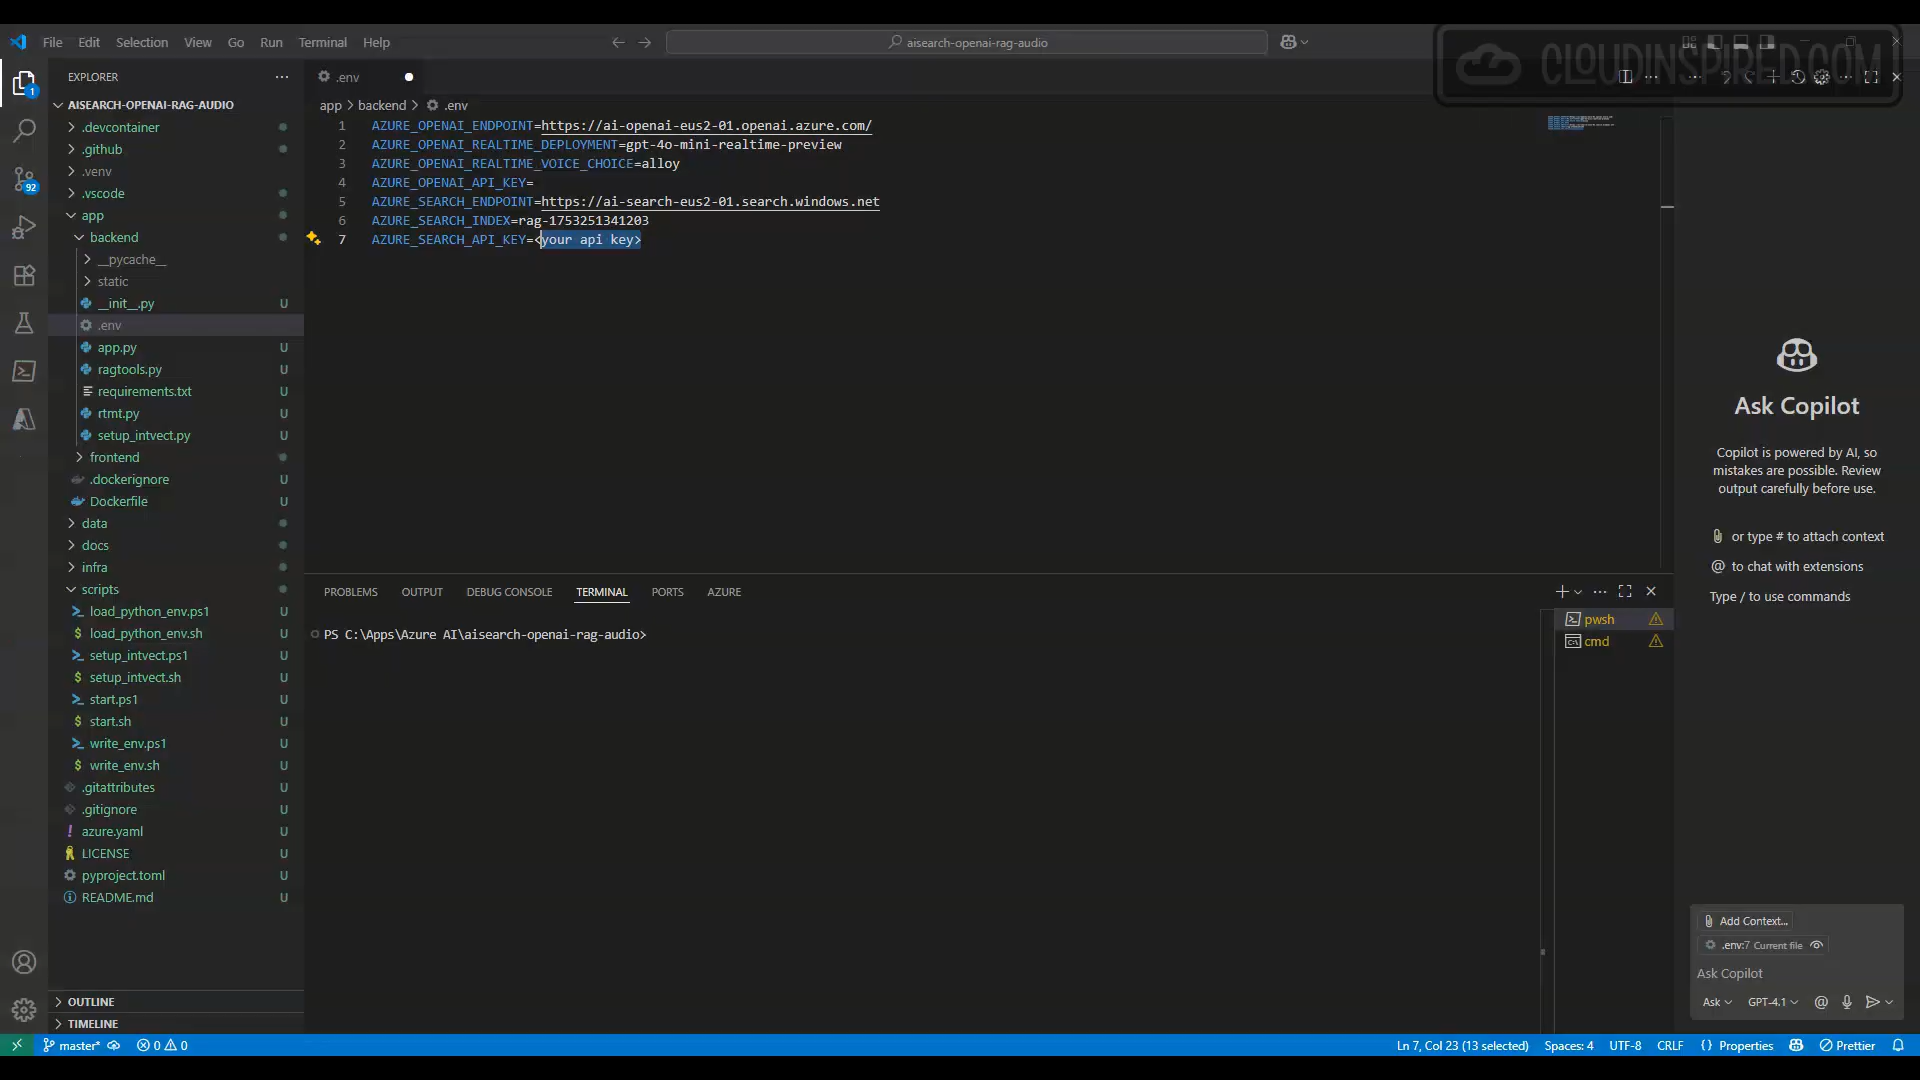 File Edit Selection View Go Run Terminal Help
aisearch-openai-rag-audio
CLOUDINSPIRED.COM
EXPLORER
.env
AISEARCH-OPENAI-RAG-AUDIO
app > backend > .env
.devcontainer
.github
.venv
.vscode
app
backend
__pycache__
static
__init__.py U
.env
app.py U
ragtools.py U
requirements.txt U
rtmt.py U
setup_intvect.py U
frontend
.dockerignore U
Dockerfile U
data
docs
infra
scripts
load_python_env.ps1 U
load_python_env.sh U
setup_intvect.ps1 U
setup_intvect.sh U
start.ps1 U
start.sh U
write_env.ps1 U
write_env.sh U
.gitattributes U
.gitignore U
azure.yaml U
LICENSE U
pyproject.toml U
README.md U
OUTLINE
TIMELINE
1 AZURE_OPENAI_ENDPOINT=https://ai-openai-eus2-01.openai.azure.com/
2 AZURE_OPENAI_REALTIME_DEPLOYMENT=gpt-4o-mini-realtime-preview
3 AZURE_OPENAI_REALTIME_VOICE_CHOICE=alloy
4 AZURE_OPENAI_API_KEY=
5 AZURE_SEARCH_ENDPOINT=https://ai-search-eus2-01.search.windows.net
6 AZURE_SEARCH_INDEX=rag-1753251341203
7 AZURE_SEARCH_API_KEY=<your api key>
PROBLEMS OUTPUT DEBUG CONSOLE TERMINAL PORTS AZURE
PS C:\Apps\Azure AI\aisearch-openai-rag-audio>
pwsh
cmd
Ask Copilot
Copilot is powered by AI, so
mistakes are possible. Review
output carefully before use.
or type # to attach context
@ to chat with extensions
Type / to use commands
Add Context...
.env:7 Current file
Ask Copilot
Ask GPT-4.1
1
92
master* 0 0
Ln 7, Col 23 (13 selected) Spaces: 4 UTF-8 CRLF {} Properties Prettier